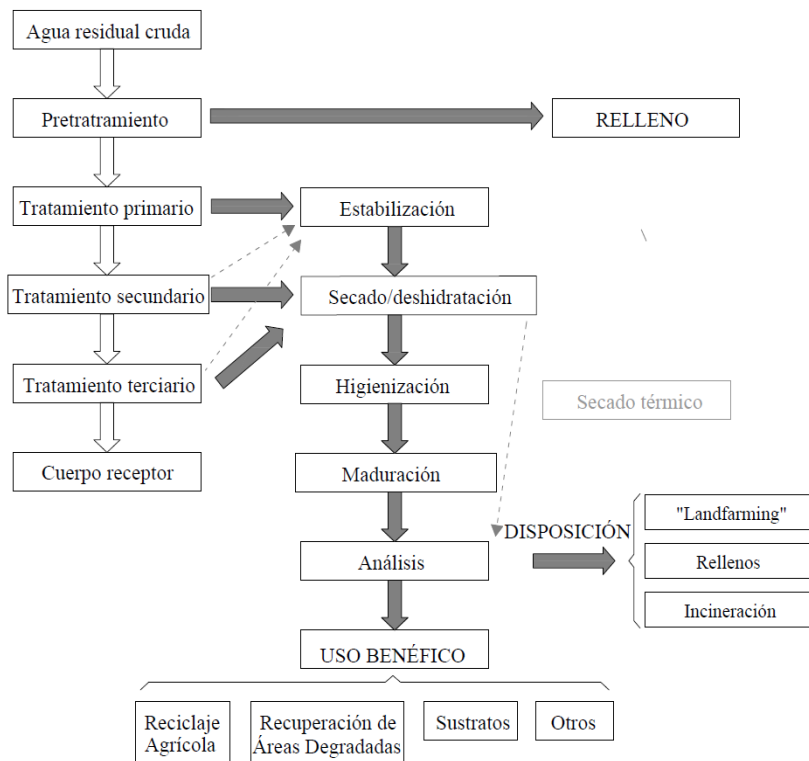 Agua residual cruda
Pretratramiento
RELLENO
Tratamiento primario
Estabilización
Tratamiento secundario
Secado/deshidratación
Tratamiento terciario
Higienización
Secado térmico
Cuerpo receptor
Maduración
DISPOSICIÓN
"Landfarming"
Análisis
Rellenos
Incineración
USO BENÉFICO
Reciclaje
Agrícola
Recuperación de
Áreas Degradadas
Sustratos
Otros